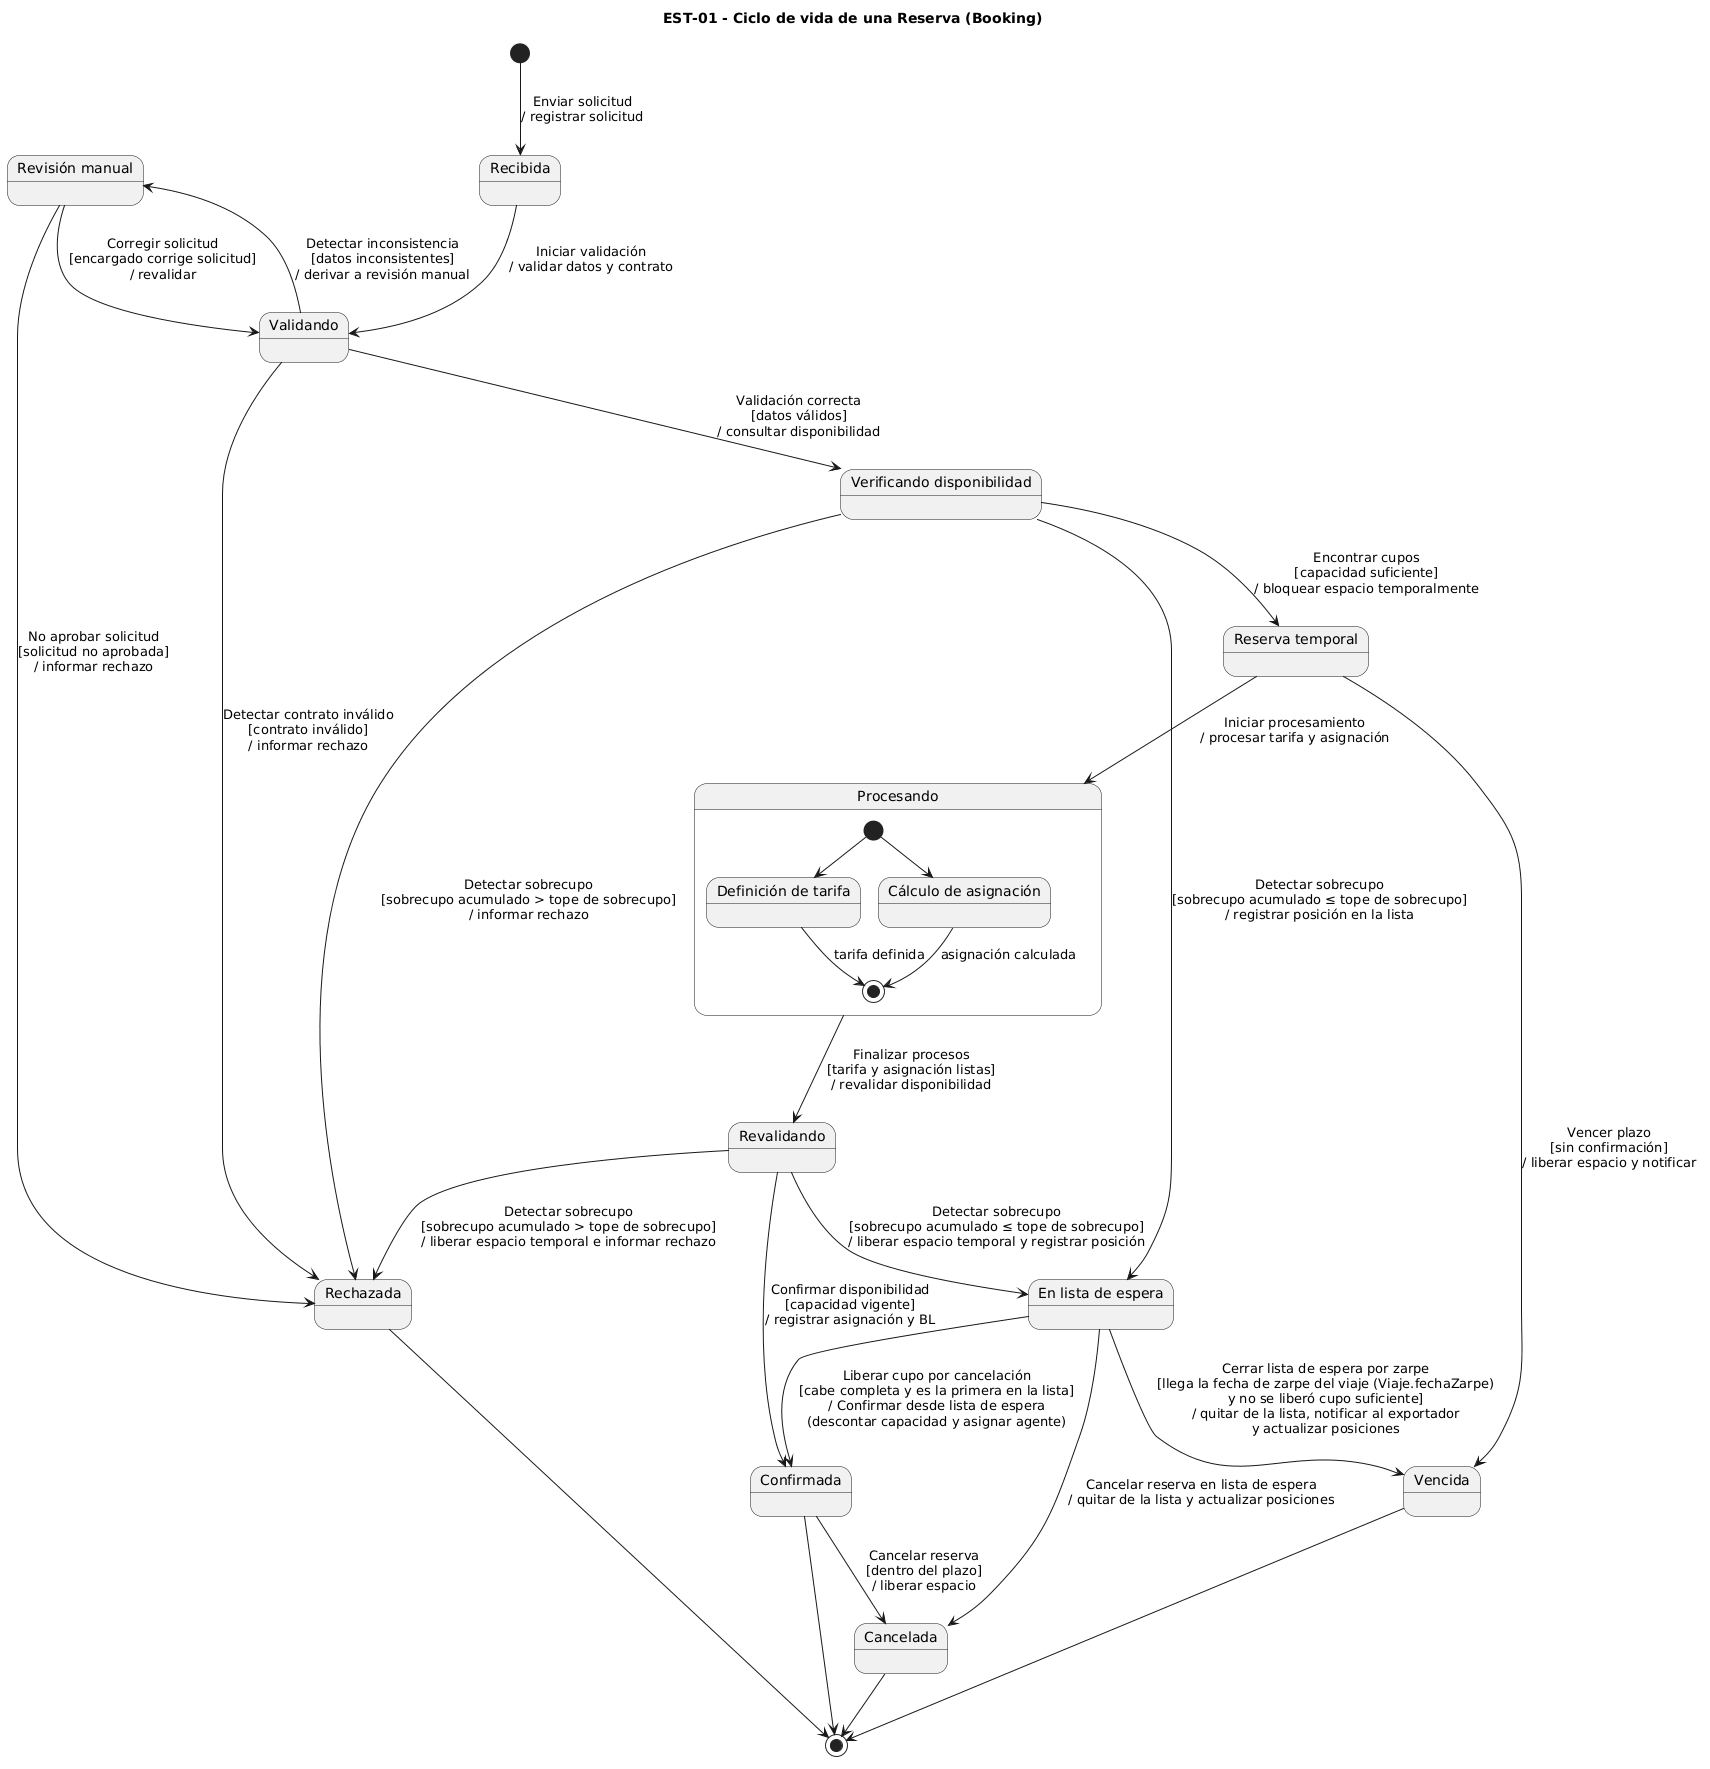 EST-01 - Ciclo de vida de una Reserva (Booking)
Enviar solicitud
/ registrar solicitud
Revisión manual
Recibida
Corregir solicitud
[encargado corrige solicitud]
/ revalidar
Detectar inconsistencia
[datos inconsistentes]
/ derivar a revisión manual
Iniciar validación
/ validar datos y contrato
Validando
Validación correcta
[datos válidos]
/ consultar disponibilidad
Verificando disponibilidad
Encontrar cupos
[capacidad suficiente]
/ bloquear espacio temporalmente
No aprobar solicitud
[solicitud no aprobada]
/ informar rechazo
Reserva temporal
Detectar contrato inválido
[contrato inválido]
/ informar rechazo
Iniciar procesamiento
/ procesar tarifa y asignación
Procesando
Detectar sobrecupo
[sobrecupo acumulado > tope de sobrecupo]
/ informar rechazo
Definición de tarifa
Cálculo de asignación
Detectar sobrecupo
[sobrecupo acumulado ≤ tope de sobrecupo]
/ registrar posición en la lista
tarifa definida
asignación calculada
Finalizar procesos
[tarifa y asignación listas]
/ revalidar disponibilidad
Revalidando
Vencer plazo
[sin confirmación]
/ liberar espacio y notificar
Detectar sobrecupo
[sobrecupo acumulado > tope de sobrecupo]
/ liberar espacio temporal e informar rechazo
Detectar sobrecupo
[sobrecupo acumulado ≤ tope de sobrecupo]
/ liberar espacio temporal y registrar posición
Rechazada
Confirmar disponibilidad
[capacidad vigente]
/ registrar asignación y BL
En lista de espera
Liberar cupo por cancelación
[cabe completa y es la primera en la lista]
/ Confirmar desde lista de espera
(descontar capacidad y asignar agente)
Cerrar lista de espera por zarpe
[llega la fecha de zarpe del viaje (Viaje.fechaZarpe)
y no se liberó cupo suficiente]
/ quitar de la lista, notificar al exportador
y actualizar posiciones
Confirmada
Cancelar reserva en lista de espera
/ quitar de la lista y actualizar posiciones
Vencida
Cancelar reserva
[dentro del plazo]
/ liberar espacio
Cancelada